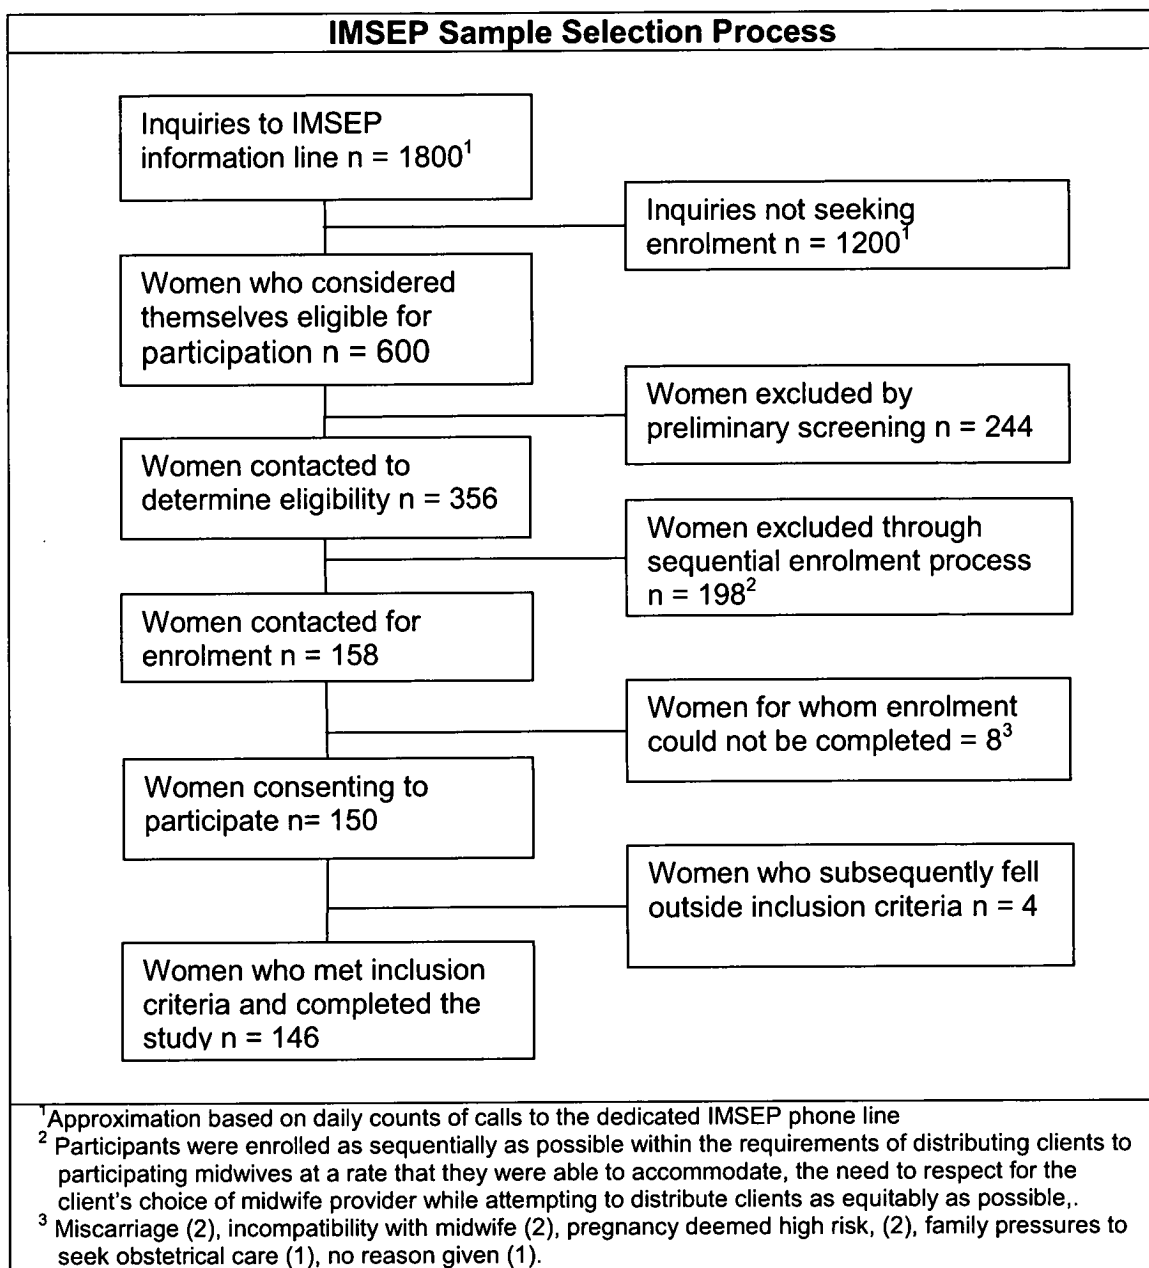 IMSEP Sample Selection Process
Inquiries to IMSEP
information line n = 1800¹
Inquiries not seeking
enrolment n = 1200¹
Women who considered
themselves eligible for
participation n = 600
Women excluded by
preliminary screening n = 244
Women contacted to
determine eligibility n = 356
Women excluded through
sequential enrolment process
n = 198²
Women contacted for
enrolment n = 158
Women for whom enrolment
could not be completed = 8³
Women consenting to
participate n= 150
Women who subsequently fell
outside inclusion criteria n = 4
Women who met inclusion
criteria and completed the
study n = 146
¹Approximation based on daily counts of calls to the dedicated IMSEP phone line
² Participants were enrolled as sequentially as possible within the requirements of distributing clients to
participating midwives at a rate that they were able to accommodate, the need to respect for the
client's choice of midwife provider while attempting to distribute clients as equitably as possible,.
³ Miscarriage (2), incompatibility with midwife (2), pregnancy deemed high risk, (2), family pressures to
seek obstetrical care (1), no reason given (1).